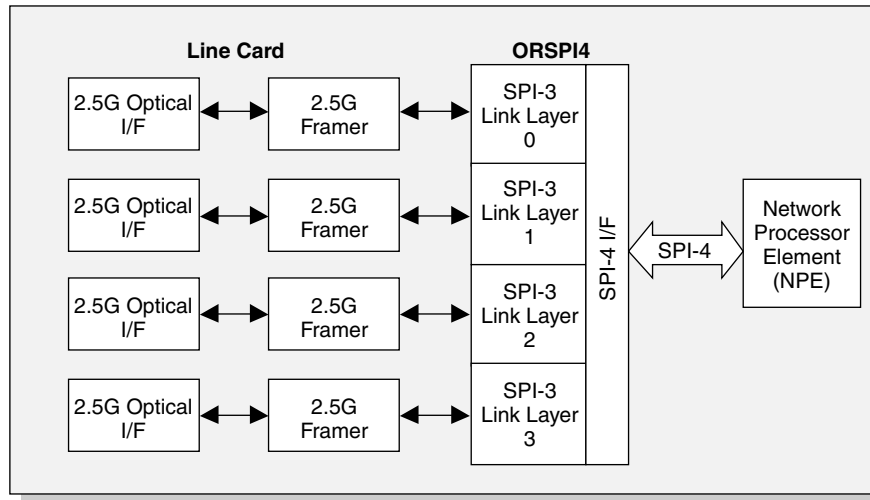 Line Card
ORSPI4
2.5G Optical
I/F
2.5G
Framer
SPI-3
Link Layer
0
2.5G Optical
I/F
2.5G
Framer
SPI-3
Link Layer
1
2.5G Optical
I/F
2.5G
Framer
SPI-3
Link Layer
2
2.5G Optical
I/F
2.5G
Framer
SPI-3
Link Layer
3
SPI-4 I/F
SPI-4
Network
Processor
Element
(NPE)